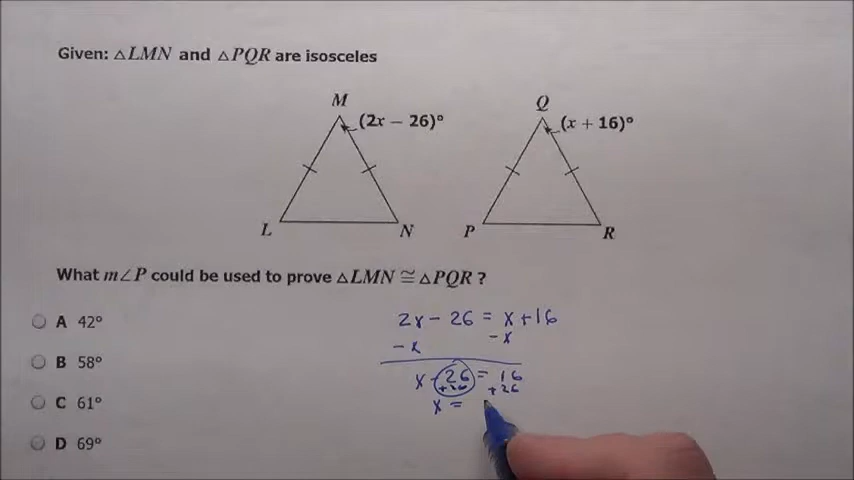 Given: △LMN and △PQR are isosceles
M
(2x − 26)°
Q
(x + 16)°
L
N
P
R
What m∠P could be used to prove △LMN ≅ △PQR ?
A 42°
B 58°
C 61°
D 69°
2x − 26 = x + 16
− x − x
x − 26 = 16
+ 26 + 26
x =